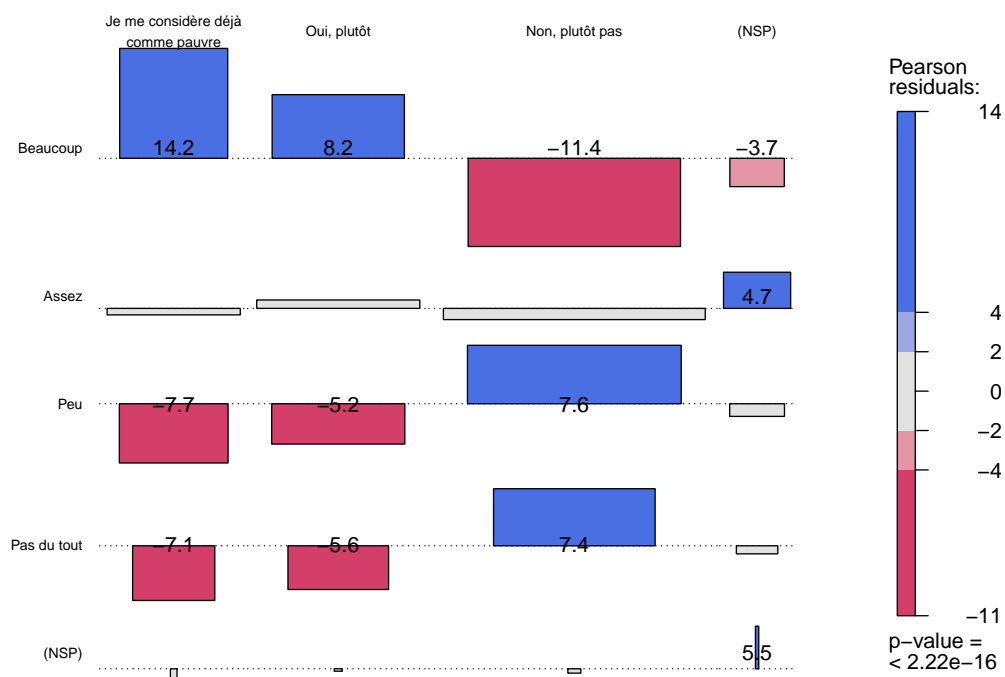 Je me considère déjà
comme pauvre
Oui, plutôt
Non, plutôt pas
(NSP)
Beaucoup
14.2
8.2
−11.4
−3.7
Assez
4.7
Peu
−7.7
−5.2
7.6
Pas du tout
−7.1
−5.6
7.4
(NSP)
5.5
Pearson
residuals:
14
4
2
0
−2
−4
−11
p−value =
< 2.22e−16